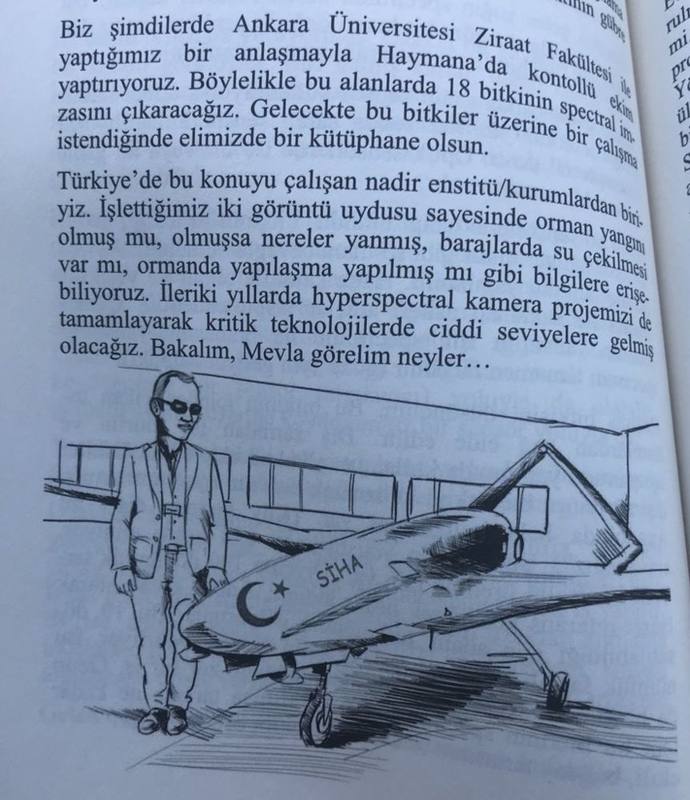 Biz şimdilerde Ankara Üniversitesi Ziraat Fakültesi ile
yaptığımız bir anlaşmayla Haymana’da kontollü ekim
yaptırıyoruz. Böylelikle bu alanlarda 18 bitkinin spectral im-
zasını çıkaracağız. Gelecekte bu bitkiler üzerine bir çalışma
istendiğinde elimizde bir kütüphane olsun.
Türkiye’de bu konuyu çalışan nadir enstitü/kurumlardan biri-
yiz. İşlettiğimiz iki görüntü uydusu sayesinde orman yangını
olmuş mu, olmuşsa nereler yanmış, barajlarda su çekilmesi
var mı, ormanda yapılaşma yapılmış mı gibi bilgilere erişe-
biliyoruz. İleriki yıllarda hyperspectral kamera projemizi de
tamamlayarak kritik teknolojilerde ciddi seviyelere gelmiş
olacağız. Bakalım, Mevla görelim neyler…
SİHA